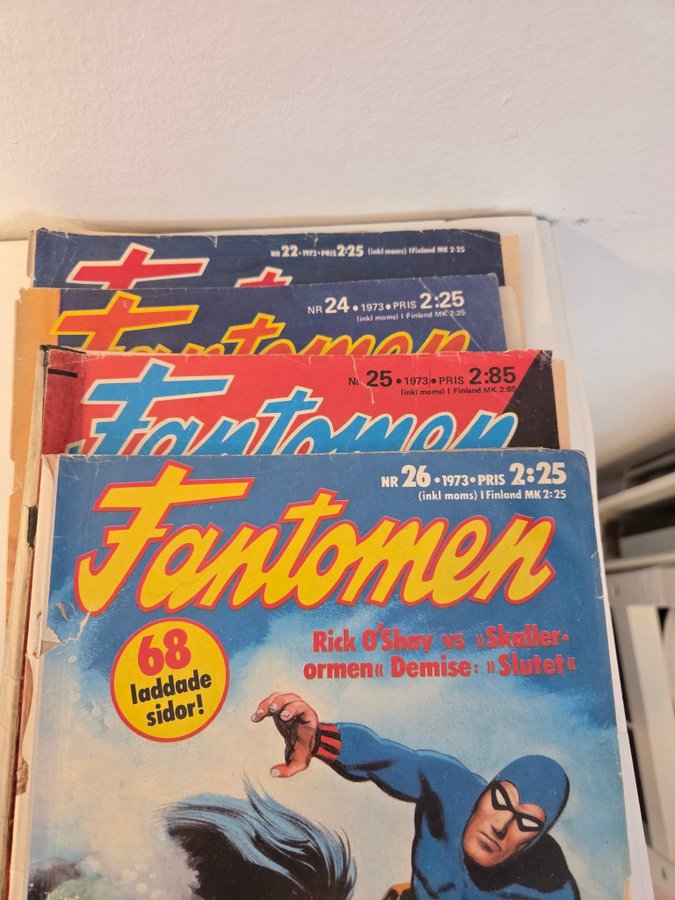 NR 22 • 1973 • PRIS 2:25 (inkl moms) I Finland MK 2:25
NR 24 • 1973 • PRIS 2:25
(inkl moms) I Finland MK 2:25
Fantomen
NR 25 • 1973 • PRIS 2:85
(inkl moms) I Finland MK 2:85
Fantomen
NR 26 • 1973 • PRIS 2:25
(inkl moms) I Finland MK 2:25
Fantomen
68
laddade
sidor!
Rick O'Shay vs »Skaller-
ormen« Demise: »Slutet«